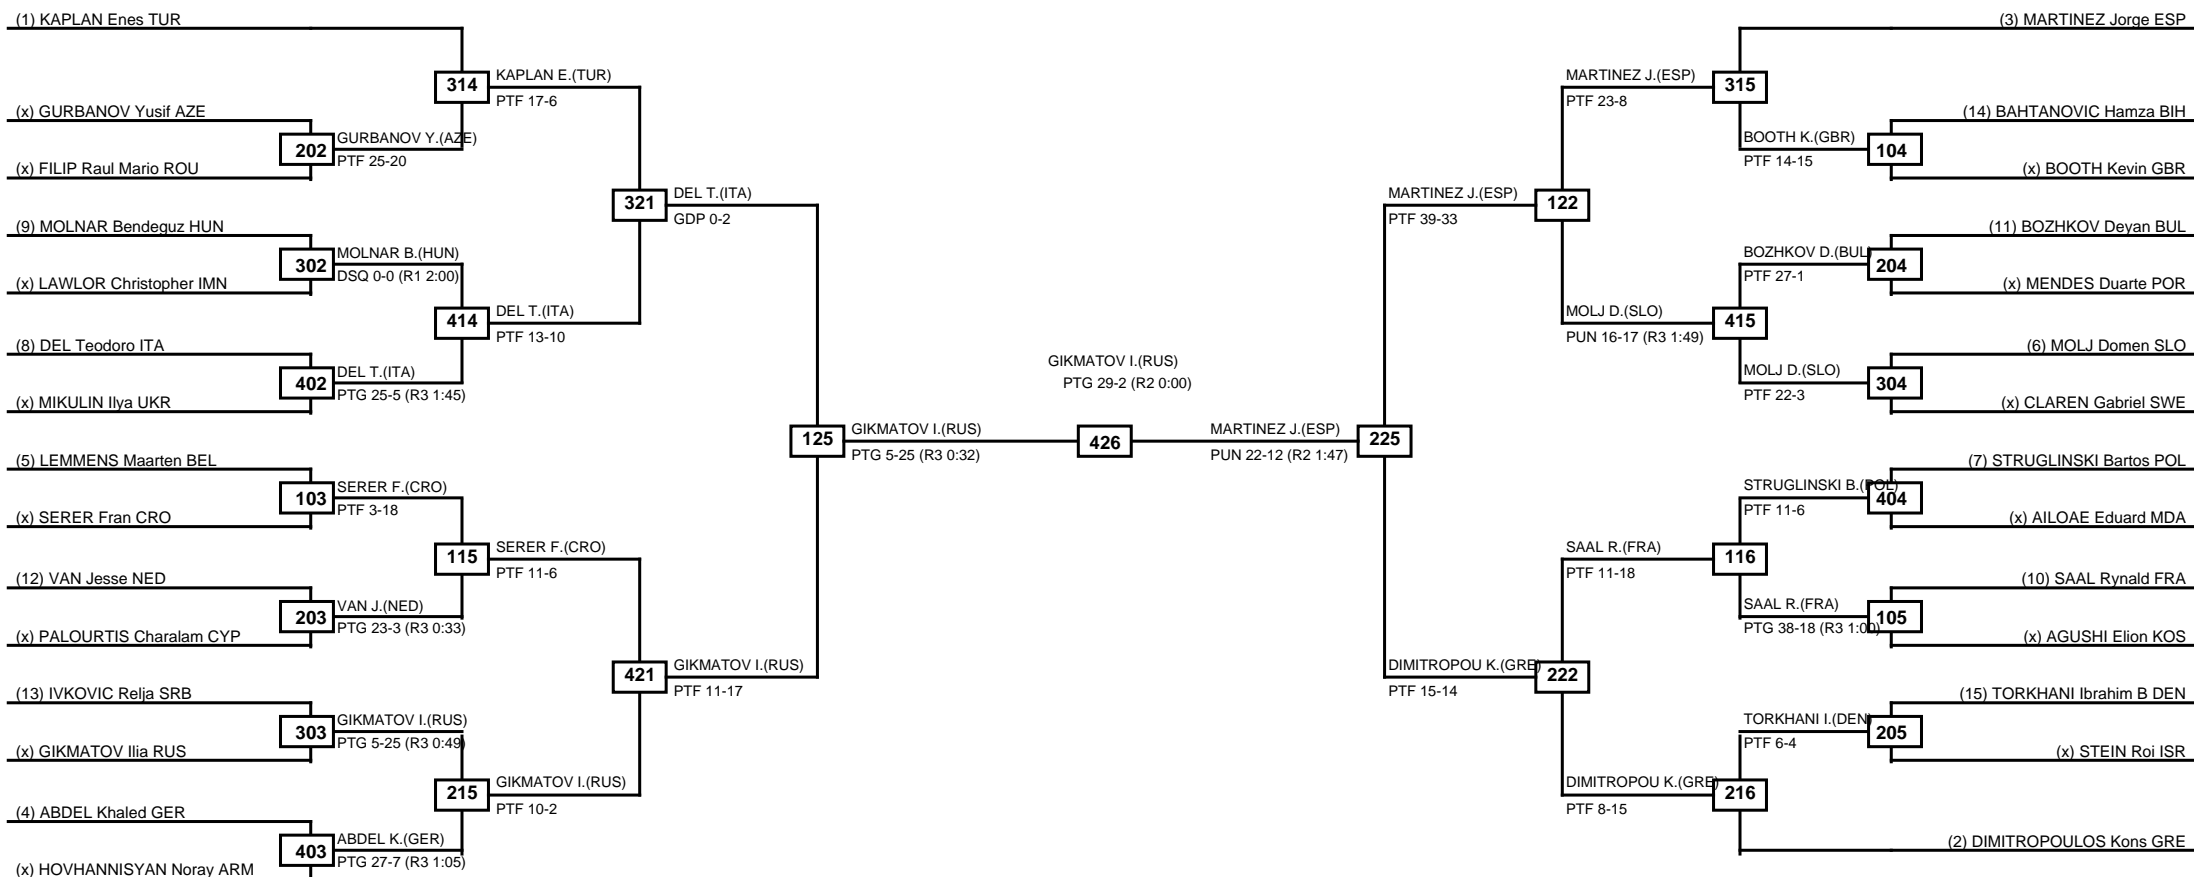 (1) KAPLAN Enes TUR
(x) GURBANOV Yusif AZE
(x) FILIP Raul Mario ROU
(9) MOLNAR Bendeguz HUN
(x) LAWLOR Christopher IMN
(8) DEL Teodoro ITA
(x) MIKULIN Ilya UKR
(5) LEMMENS Maarten BEL
(x) SERER Fran CRO
(12) VAN Jesse NED
(x) PALOURTIS Charalam CYP
(13) IVKOVIC Relja SRB
(x) GIKMATOV Ilia RUS
(4) ABDEL Khaled GER
(x) HOVHANNISYAN Noray ARM
202
GURBANOV Y.(AZE)
PTF 25-20
302
MOLNAR B.(HUN)
DSQ 0-0 (R1 2:00)
402
DEL T.(ITA)
PTG 25-5 (R3 1:45)
103
SERER F.(CRO)
PTF 3-18
203
VAN J.(NED)
PTG 23-3 (R3 0:33)
303
GIKMATOV I.(RUS)
PTG 5-25 (R3 0:49)
403
ABDEL K.(GER)
PTG 27-7 (R3 1:05)
314
KAPLAN E.(TUR)
PTF 17-6
414
DEL T.(ITA)
PTF 13-10
115
SERER F.(CRO)
PTF 11-6
215
GIKMATOV I.(RUS)
PTF 10-2
321
DEL T.(ITA)
GDP 0-2
421
GIKMATOV I.(RUS)
PTF 11-17
125
GIKMATOV I.(RUS)
PTG 5-25 (R3 0:32)
GIKMATOV I.(RUS)
PTG 29-2 (R2 0:00)
426
MARTINEZ J.(ESP)
PUN 22-12 (R2 1:47)
225
MARTINEZ J.(ESP)
PTF 39-33
122
DIMITROPOU K.(GRE)
PTF 15-14
222
MARTINEZ J.(ESP)
PTF 23-8
315
MOLJ D.(SLO)
PUN 16-17 (R3 1:49)
415
SAAL R.(FRA)
PTF 11-18
116
DIMITROPOU K.(GRE)
PTF 8-15
216
BOOTH K.(GBR)
PTF 14-15
104
BOZHKOV D.(BUL)
PTF 27-1
204
MOLJ D.(SLO)
PTF 22-3
304
STRUGLINSKI B.(POL)
PTF 11-6
404
SAAL R.(FRA)
PTG 38-18 (R3 1:00)
105
TORKHANI I.(DEN)
PTF 6-4
205
(3) MARTINEZ Jorge ESP
(14) BAHTANOVIC Hamza BIH
(x) BOOTH Kevin GBR
(11) BOZHKOV Deyan BUL
(x) MENDES Duarte POR
(6) MOLJ Domen SLO
(x) CLAREN Gabriel SWE
(7) STRUGLINSKI Bartos POL
(x) AILOAE Eduard MDA
(10) SAAL Rynald FRA
(x) AGUSHI Elion KOS
(15) TORKHANI Ibrahim B DEN
(x) STEIN Roi ISR
(2) DIMITROPOULOS Kons GRE